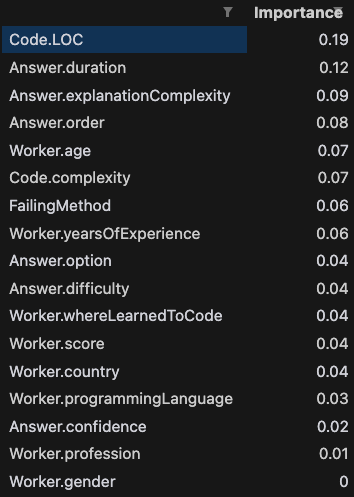 Importance
Code.LOC 0.19
Answer.duration 0.12
Answer.explanationComplexity 0.09
Answer.order 0.08
Worker.age 0.07
Code.complexity 0.07
FailingMethod 0.06
Worker.yearsOfExperience 0.06
Answer.option 0.04
Answer.difficulty 0.04
Worker.whereLearnedToCode 0.04
Worker.score 0.04
Worker.country 0.04
Worker.programmingLanguage 0.03
Answer.confidence 0.02
Worker.profession 0.01
Worker.gender 0